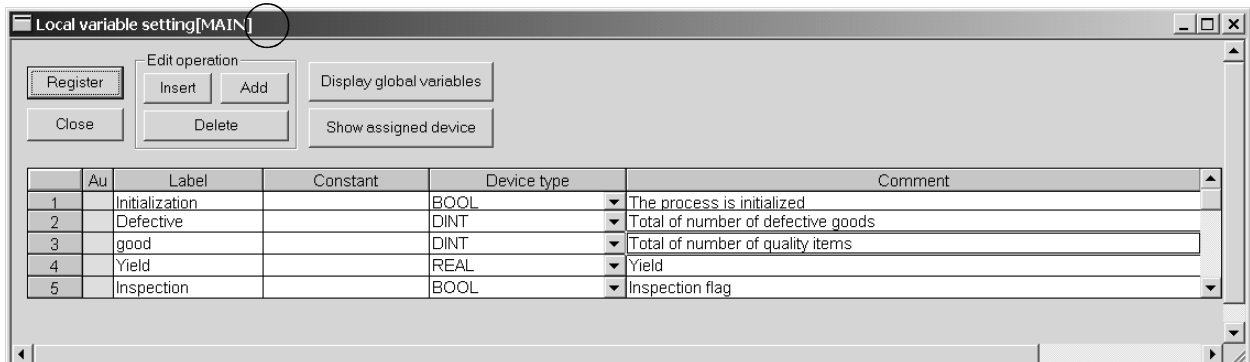 Local variable setting[MAIN]
Edit operation
Register
Insert
Add
Display global variables
Close
Delete
Show assigned device
Au Label Constant Device type Comment
1 Initialization BOOL The process is initialized
2 Defective DINT Total of number of defective goods
3 good DINT Total of number of quality items
4 Yield REAL Yield
5 Inspection BOOL Inspection flag